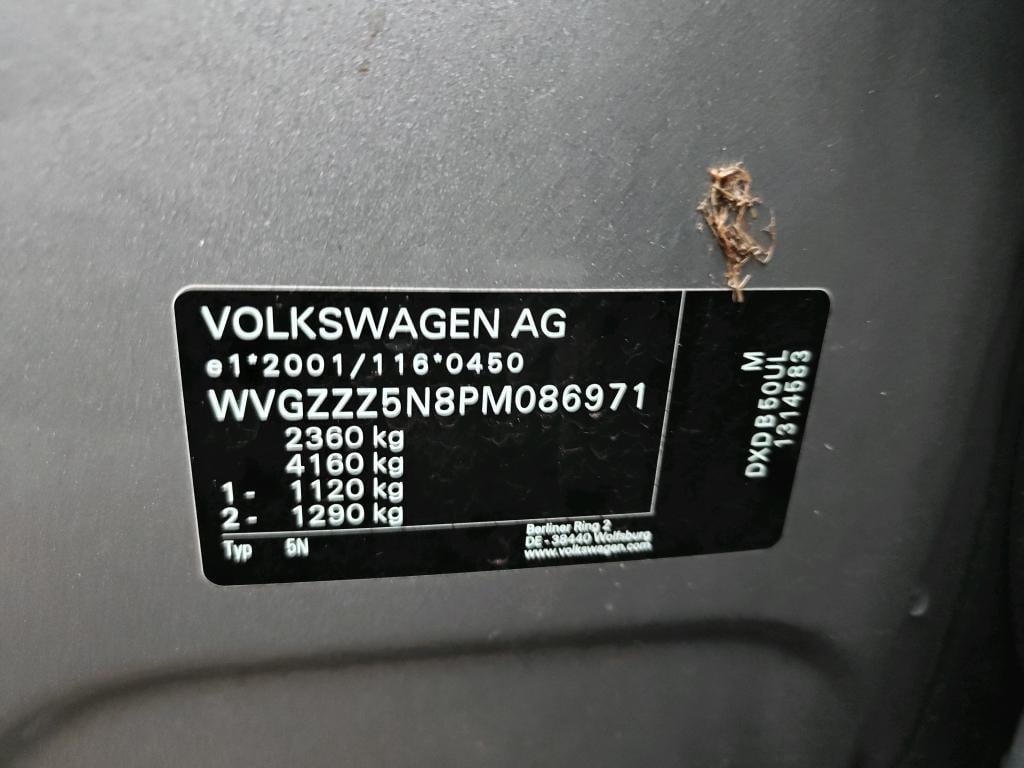 VOLKSWAGEN AG
e1*2001/116*0450
WVGZZZ5N8PM086971
2360 kg
4160 kg
1- 1120 kg
2- 1290 kg
Typ 5N
Berliner Ring 2
DE-38440 Wolfsburg
www.volkswagen.com
M
DXDB50UL
1314583